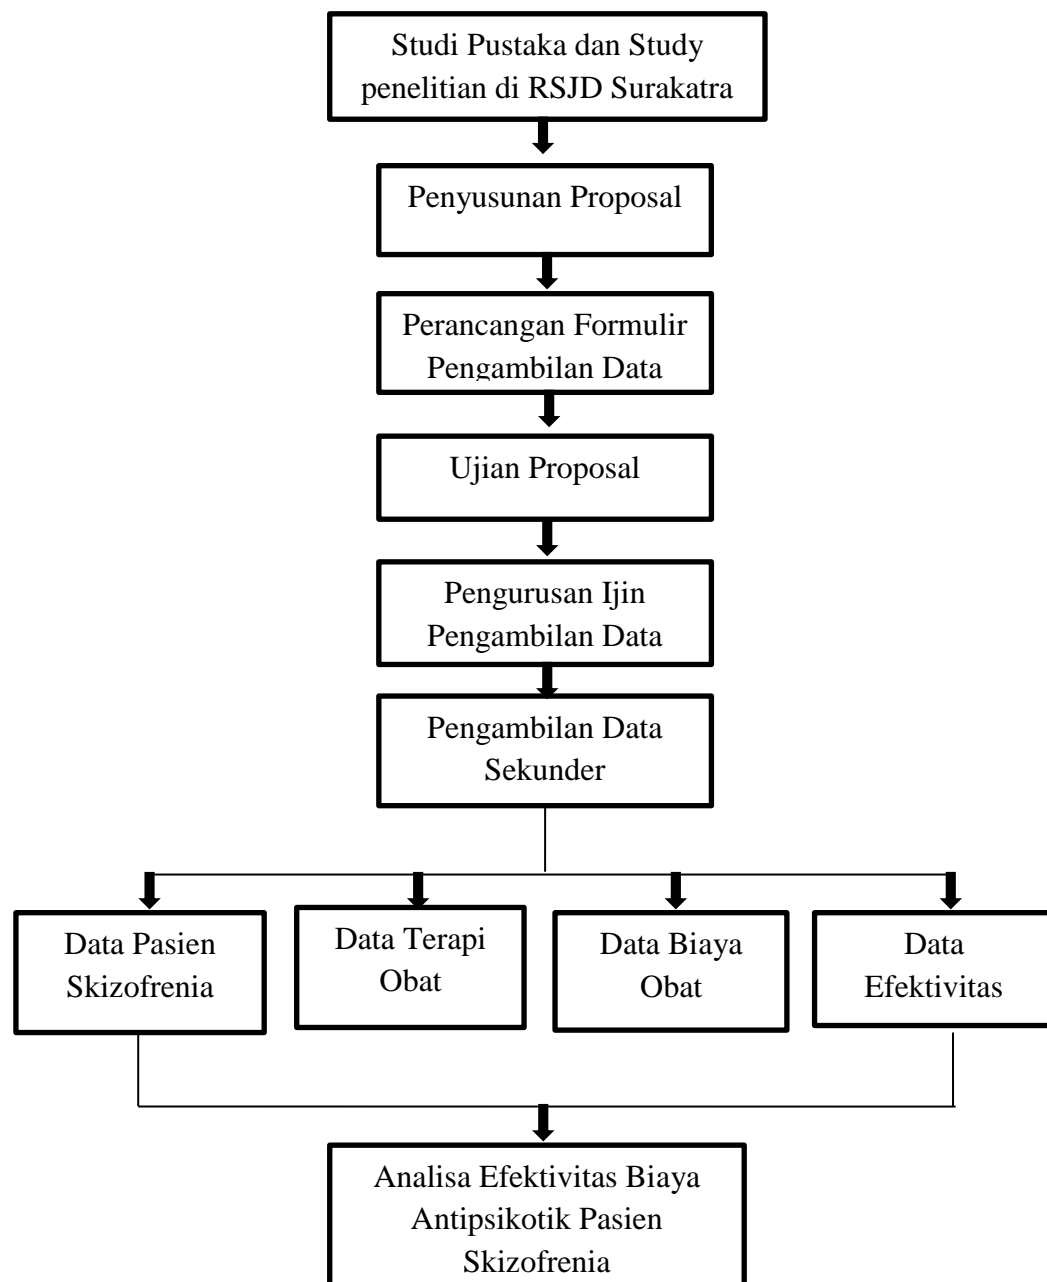 Studi Pustaka dan Study
penelitian di RSJD Surakatra
Penyusunan Proposal
Perancangan Formulir
Pengambilan Data
Ujian Proposal
Pengurusan Ijin
Pengambilan Data
Pengambilan Data
Sekunder
Data Pasien
Skizofrenia
Data Terapi
Obat
Data Biaya
Obat
Data
Efektivitas
Analisa Efektivitas Biaya
Antipsikotik Pasien
Skizofrenia